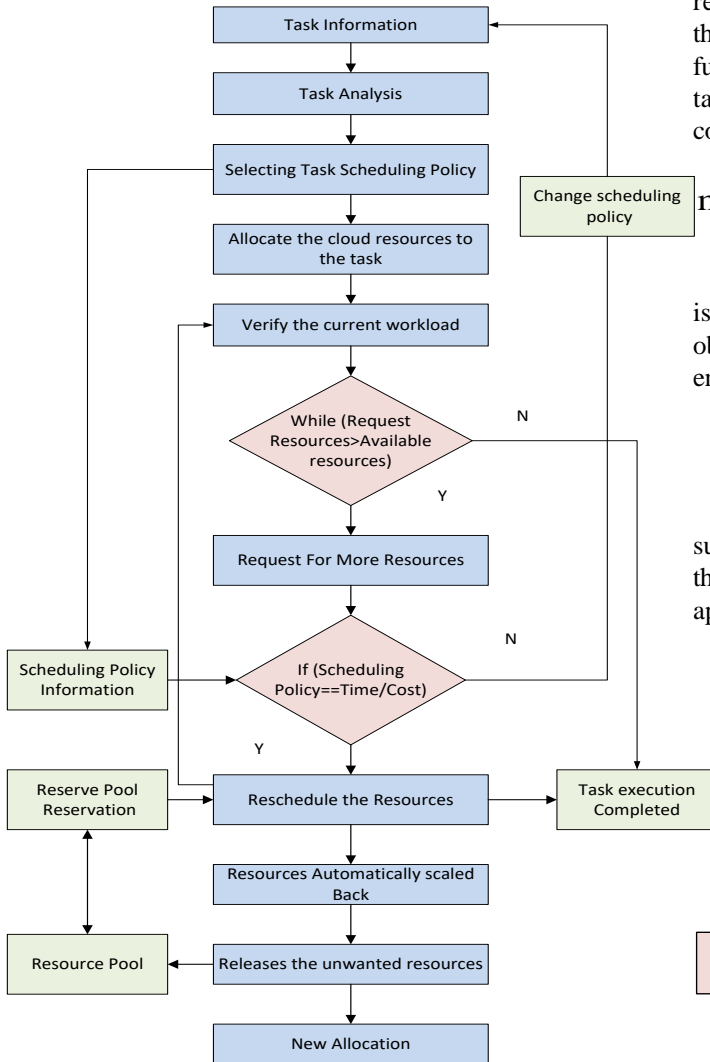 Task Information
Task Analysis
Selecting Task Scheduling Policy
Change scheduling
policy
Allocate the cloud resources to
the task
Verify the current workload
While (Request
Resources>Available
resources)
N
Y
Request For More Resources
N
If (Scheduling
Policy==Time/Cost)
Scheduling Policy
Information
Y
Reserve Pool
Reservation
Reschedule the Resources
Task execution
Completed
Resources Automatically scaled
Back
Resource Pool
Releases the unwanted resources
New Allocation